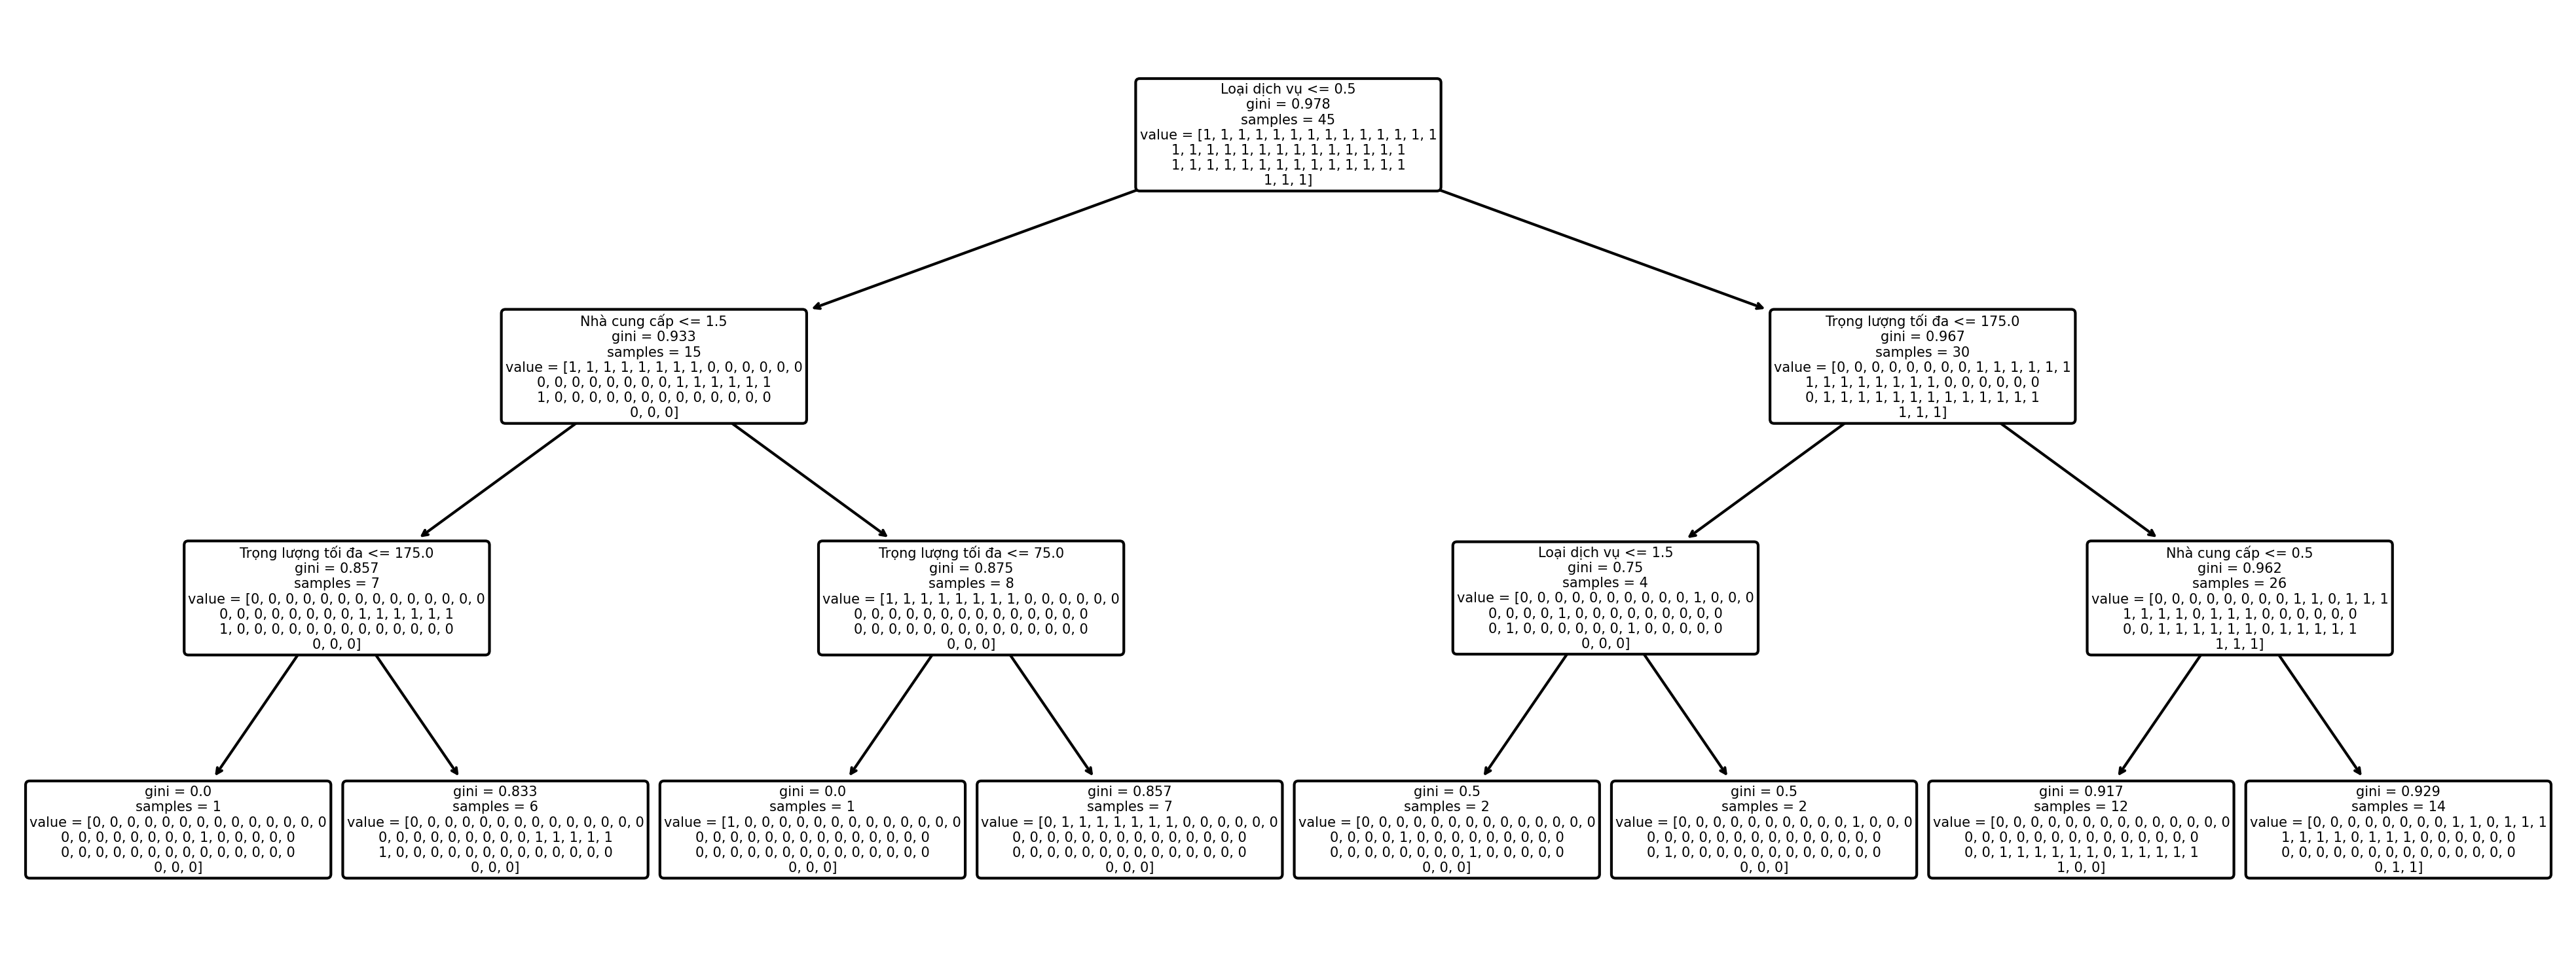 Loại dịch vụ <= 0.5
gini = 0.978
samples = 45
value = [1, 1, 1, 1, 1, 1, 1, 1, 1, 1, 1, 1, 1, 1
1, 1, 1, 1, 1, 1, 1, 1, 1, 1, 1, 1, 1, 1
1, 1, 1, 1, 1, 1, 1, 1, 1, 1, 1, 1, 1, 1
1, 1, 1]
Nhà cung cấp <= 1.5
gini = 0.933
samples = 15
value = [1, 1, 1, 1, 1, 1, 1, 1, 0, 0, 0, 0, 0, 0
0, 0, 0, 0, 0, 0, 0, 0, 1, 1, 1, 1, 1, 1
1, 0, 0, 0, 0, 0, 0, 0, 0, 0, 0, 0, 0, 0
0, 0, 0]
Trọng lượng tối đa <= 175.0
gini = 0.967
samples = 30
value = [0, 0, 0, 0, 0, 0, 0, 0, 1, 1, 1, 1, 1, 1
1, 1, 1, 1, 1, 1, 1, 1, 0, 0, 0, 0, 0, 0
0, 1, 1, 1, 1, 1, 1, 1, 1, 1, 1, 1, 1, 1
1, 1, 1]
Trọng lượng tối đa <= 175.0
gini = 0.857
samples = 7
value = [0, 0, 0, 0, 0, 0, 0, 0, 0, 0, 0, 0, 0, 0
0, 0, 0, 0, 0, 0, 0, 0, 1, 1, 1, 1, 1, 1
1, 0, 0, 0, 0, 0, 0, 0, 0, 0, 0, 0, 0, 0
0, 0, 0]
Trọng lượng tối đa <= 75.0
gini = 0.875
samples = 8
value = [1, 1, 1, 1, 1, 1, 1, 1, 0, 0, 0, 0, 0, 0
0, 0, 0, 0, 0, 0, 0, 0, 0, 0, 0, 0, 0, 0
0, 0, 0, 0, 0, 0, 0, 0, 0, 0, 0, 0, 0, 0
0, 0, 0]
Loại dịch vụ <= 1.5
gini = 0.75
samples = 4
value = [0, 0, 0, 0, 0, 0, 0, 0, 0, 0, 1, 0, 0, 0
0, 0, 0, 0, 1, 0, 0, 0, 0, 0, 0, 0, 0, 0
0, 1, 0, 0, 0, 0, 0, 0, 1, 0, 0, 0, 0, 0
0, 0, 0]
Nhà cung cấp <= 0.5
gini = 0.962
samples = 26
value = [0, 0, 0, 0, 0, 0, 0, 0, 1, 1, 0, 1, 1, 1
1, 1, 1, 1, 0, 1, 1, 1, 0, 0, 0, 0, 0, 0
0, 0, 1, 1, 1, 1, 1, 1, 0, 1, 1, 1, 1, 1
1, 1, 1]
gini = 0.0
samples = 1
value = [0, 0, 0, 0, 0, 0, 0, 0, 0, 0, 0, 0, 0, 0
0, 0, 0, 0, 0, 0, 0, 0, 1, 0, 0, 0, 0, 0
0, 0, 0, 0, 0, 0, 0, 0, 0, 0, 0, 0, 0, 0
0, 0, 0]
gini = 0.833
samples = 6
value = [0, 0, 0, 0, 0, 0, 0, 0, 0, 0, 0, 0, 0, 0
0, 0, 0, 0, 0, 0, 0, 0, 0, 1, 1, 1, 1, 1
1, 0, 0, 0, 0, 0, 0, 0, 0, 0, 0, 0, 0, 0
0, 0, 0]
gini = 0.0
samples = 1
value = [1, 0, 0, 0, 0, 0, 0, 0, 0, 0, 0, 0, 0, 0
0, 0, 0, 0, 0, 0, 0, 0, 0, 0, 0, 0, 0, 0
0, 0, 0, 0, 0, 0, 0, 0, 0, 0, 0, 0, 0, 0
0, 0, 0]
gini = 0.857
samples = 7
value = [0, 1, 1, 1, 1, 1, 1, 1, 0, 0, 0, 0, 0, 0
0, 0, 0, 0, 0, 0, 0, 0, 0, 0, 0, 0, 0, 0
0, 0, 0, 0, 0, 0, 0, 0, 0, 0, 0, 0, 0, 0
0, 0, 0]
gini = 0.5
samples = 2
value = [0, 0, 0, 0, 0, 0, 0, 0, 0, 0, 0, 0, 0, 0
0, 0, 0, 0, 1, 0, 0, 0, 0, 0, 0, 0, 0, 0
0, 0, 0, 0, 0, 0, 0, 0, 1, 0, 0, 0, 0, 0
0, 0, 0]
gini = 0.5
samples = 2
value = [0, 0, 0, 0, 0, 0, 0, 0, 0, 0, 1, 0, 0, 0
0, 0, 0, 0, 0, 0, 0, 0, 0, 0, 0, 0, 0, 0
0, 1, 0, 0, 0, 0, 0, 0, 0, 0, 0, 0, 0, 0
0, 0, 0]
gini = 0.917
samples = 12
value = [0, 0, 0, 0, 0, 0, 0, 0, 0, 0, 0, 0, 0, 0
0, 0, 0, 0, 0, 0, 0, 0, 0, 0, 0, 0, 0, 0
0, 0, 1, 1, 1, 1, 1, 1, 0, 1, 1, 1, 1, 1
1, 0, 0]
gini = 0.929
samples = 14
value = [0, 0, 0, 0, 0, 0, 0, 0, 1, 1, 0, 1, 1, 1
1, 1, 1, 1, 0, 1, 1, 1, 0, 0, 0, 0, 0, 0
0, 0, 0, 0, 0, 0, 0, 0, 0, 0, 0, 0, 0, 0
0, 1, 1]